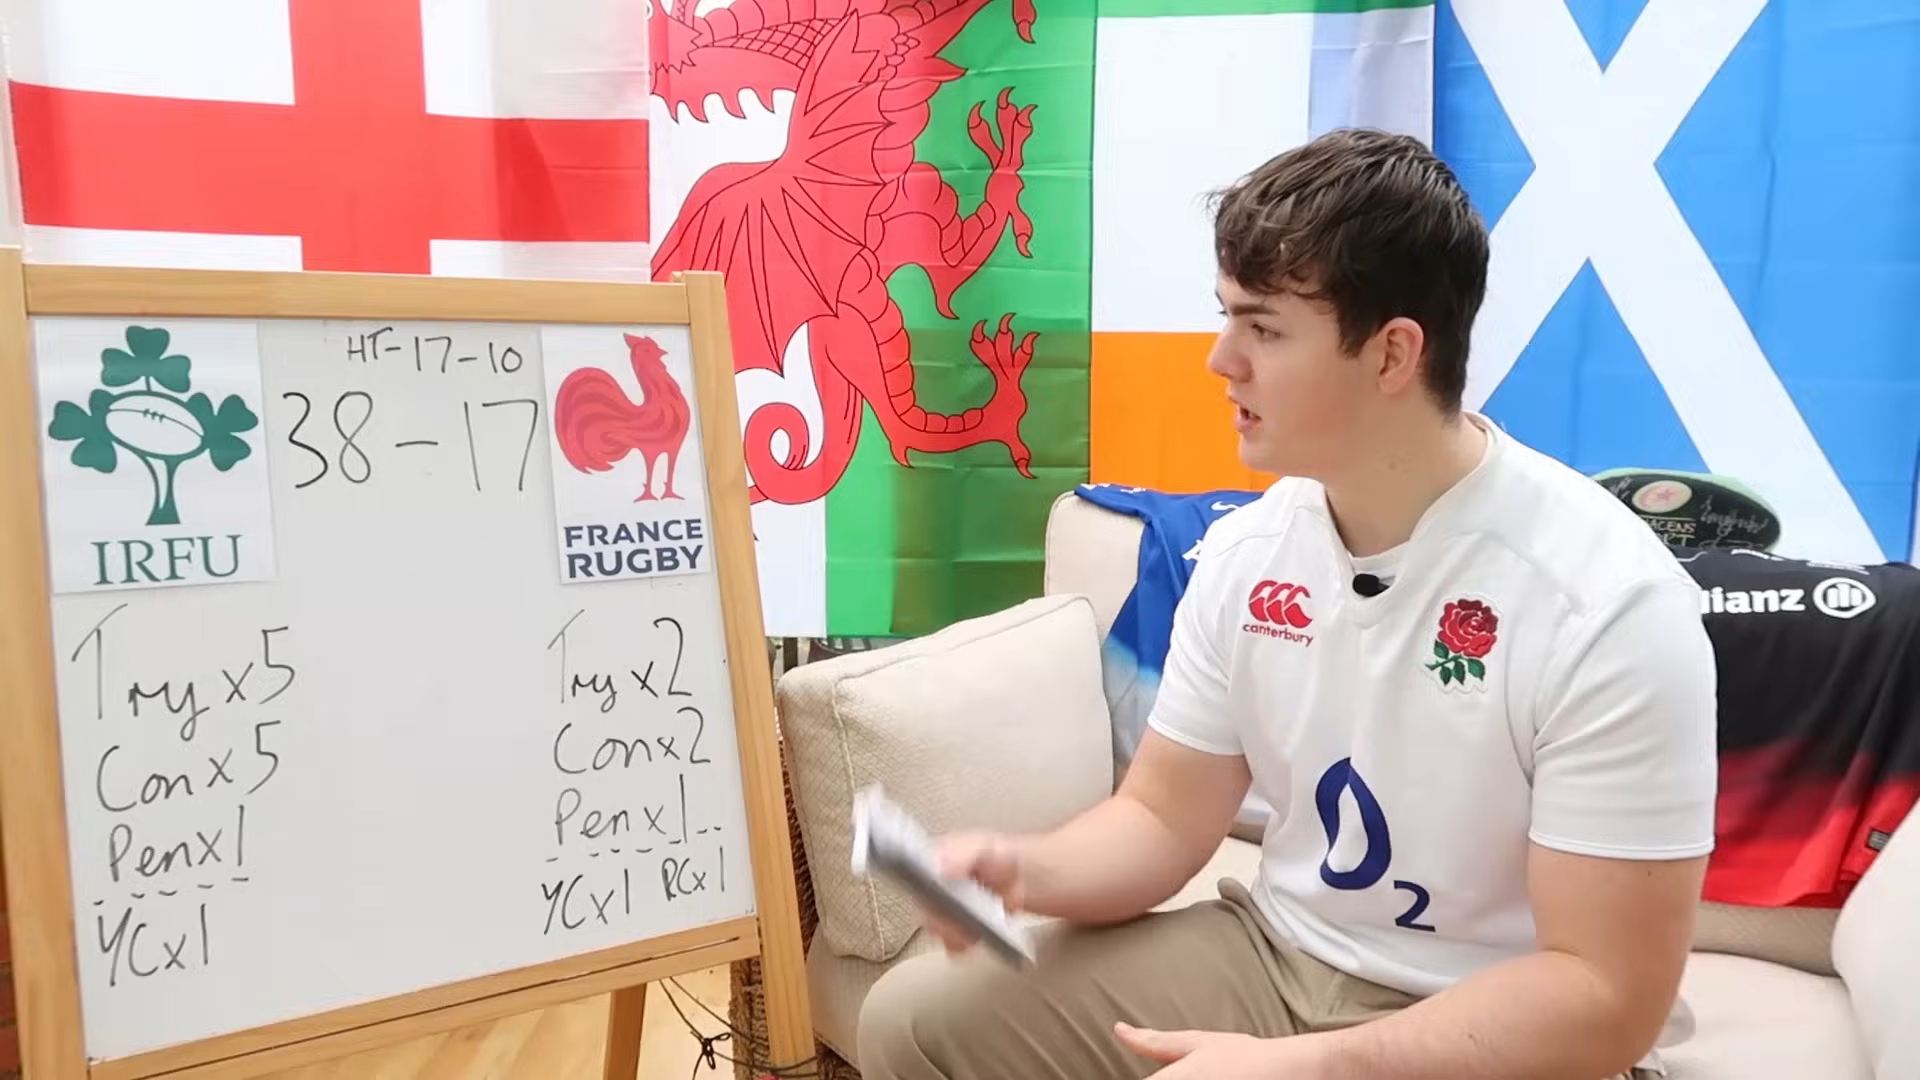 HT-17-10
38-17
IRFU
FRANCE
RUGBY
Try x5
Con x5
Pen x1
YC x1
Try x2
Con x2
Pen x1
YC x1 RC x1
canterbury
O2
lianz